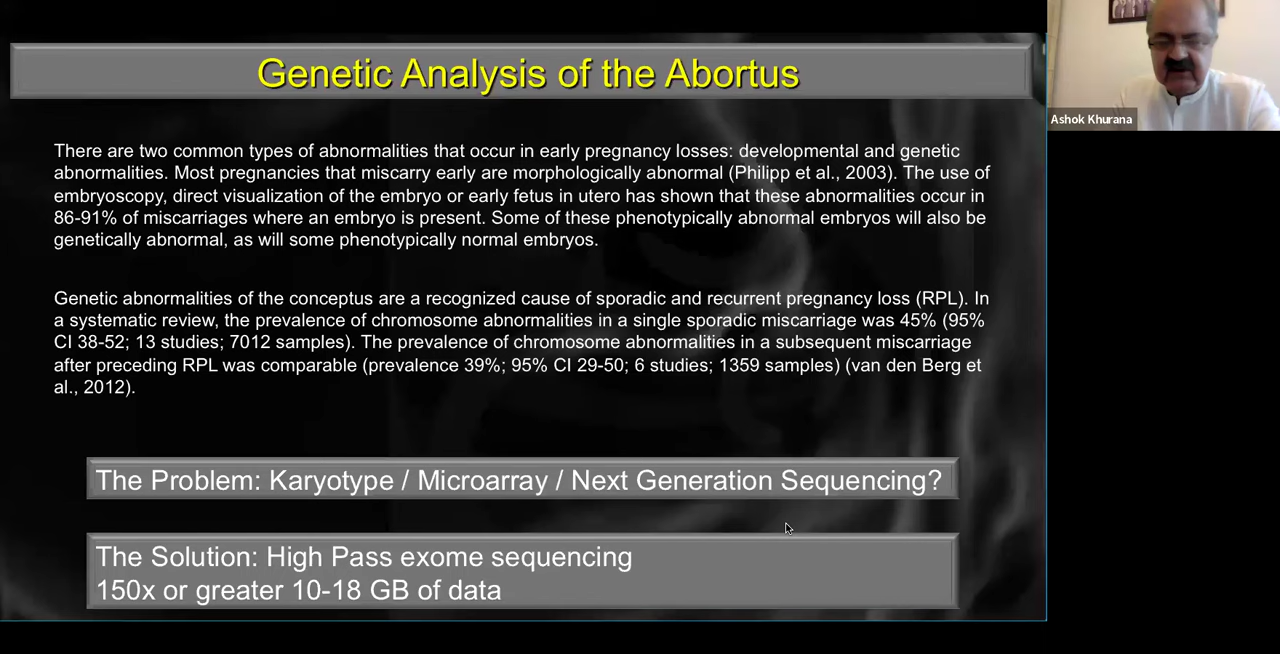 Genetic Analysis of the Abortus
There are two common types of abnormalities that occur in early pregnancy losses: developmental and genetic
abnormalities. Most pregnancies that miscarry early are morphologically abnormal (Philipp et al., 2003). The use of
embryoscopy, direct visualization of the embryo or early fetus in utero has shown that these abnormalities occur in
86-91% of miscarriages where an embryo is present. Some of these phenotypically abnormal embryos will also be
genetically abnormal, as will some phenotypically normal embryos.
Genetic abnormalities of the conceptus are a recognized cause of sporadic and recurrent pregnancy loss (RPL). In
a systematic review, the prevalence of chromosome abnormalities in a single sporadic miscarriage was 45% (95%
CI 38-52; 13 studies; 7012 samples). The prevalence of chromosome abnormalities in a subsequent miscarriage
after preceding RPL was comparable (prevalence 39%; 95% CI 29-50; 6 studies; 1359 samples) (van den Berg et
al., 2012).
The Problem: Karyotype / Microarray / Next Generation Sequencing?
The Solution: High Pass exome sequencing
150x or greater 10-18 GB of data
Ashok Khurana